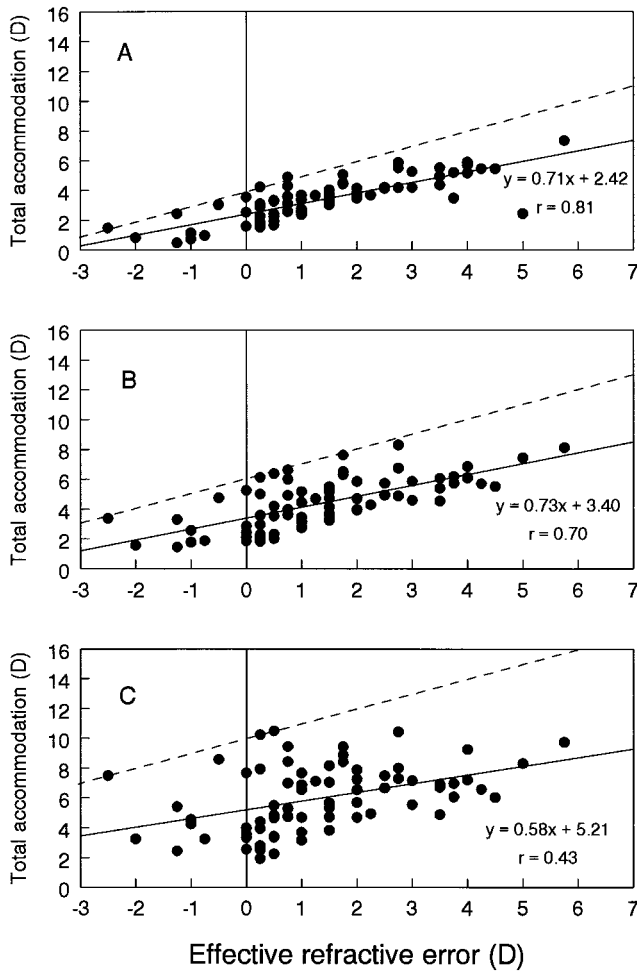 16
14
12
10
8
6
4
2
0
Total accommodation (D)
A
y = 0.71x + 2.42
r = 0.81
-3 -2 -1 0 1 2 3 4 5 6 7
16
14
12
10
8
6
4
2
0
Total accommodation (D)
B
y = 0.73x + 3.40
r = 0.70
-3 -2 -1 0 1 2 3 4 5 6 7
16
14
12
10
8
6
4
2
0
Total accommodation (D)
C
y = 0.58x + 5.21
r = 0.43
-3 -2 -1 0 1 2 3 4 5 6 7
Effective refractive error (D)